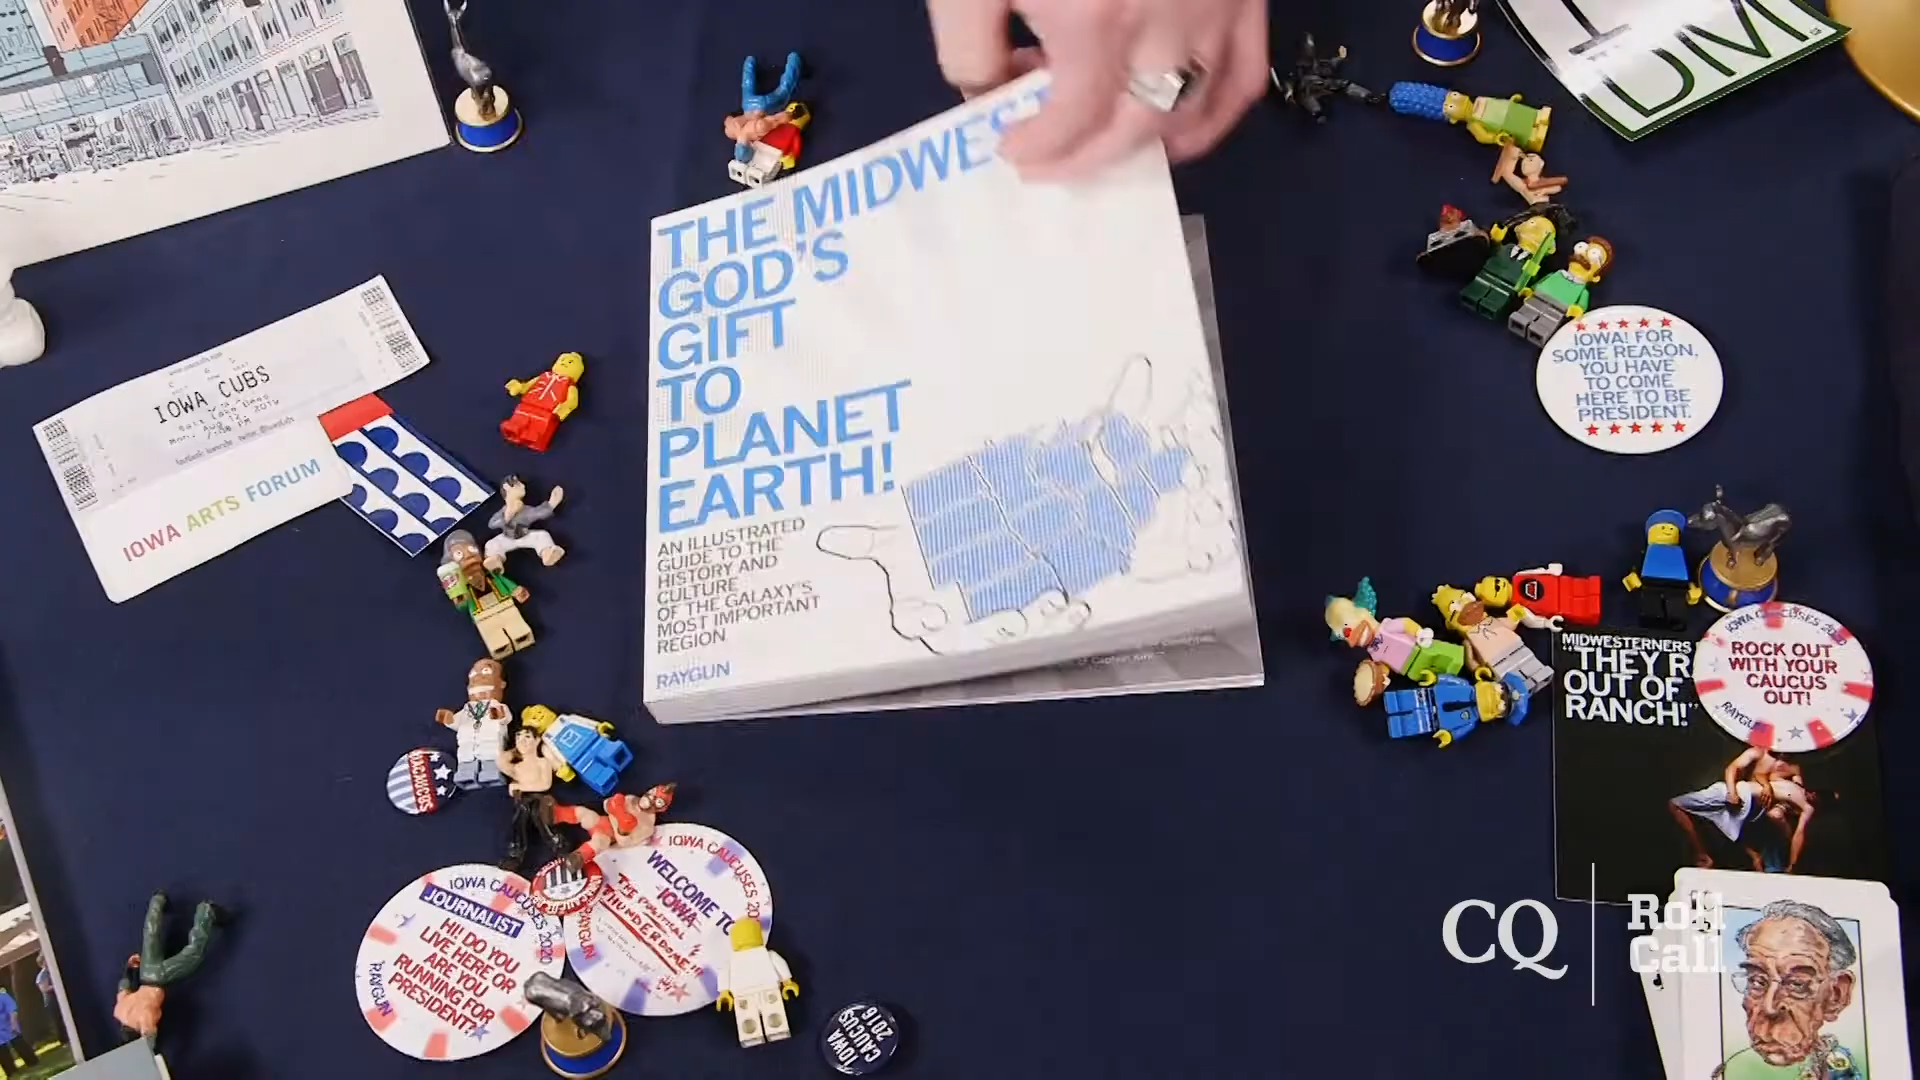 DM
THE MIDWEST
GOD'S
GIFT
TO
PLANET
EARTH!
AN ILLUSTRATED
GUIDE TO THE
HISTORY AND
CULTURE
OF THE GALAXY'S
MOST IMPORTANT
REGION
RAYGUN
IOWA CUBS
IOWA ARTS FORUM
IOWA! FOR
SOME REASON,
YOU HAVE
TO COME
HERE TO BE
PRESIDENT.
IOWA CAUCUSES 2020
ROCK OUT
WITH YOUR
CAUCUS
OUT!
RAYGUN
MIDWESTERNERS
"THEY R
OUT OF
RANCH!"
IOWA CAUCUSES 2020
JOURNALIST
HI! DO YOU
LIVE HERE OR
ARE YOU
RUNNING FOR
PRESIDENT?
RAYGUN
IOWA CAUCUSES 20
WELCOME TO
IOWA
THE POLITICAL
THUNDERDOME!"
RAYGUN
IOWA
CAUCUS
2016
CQ
Roll
Call